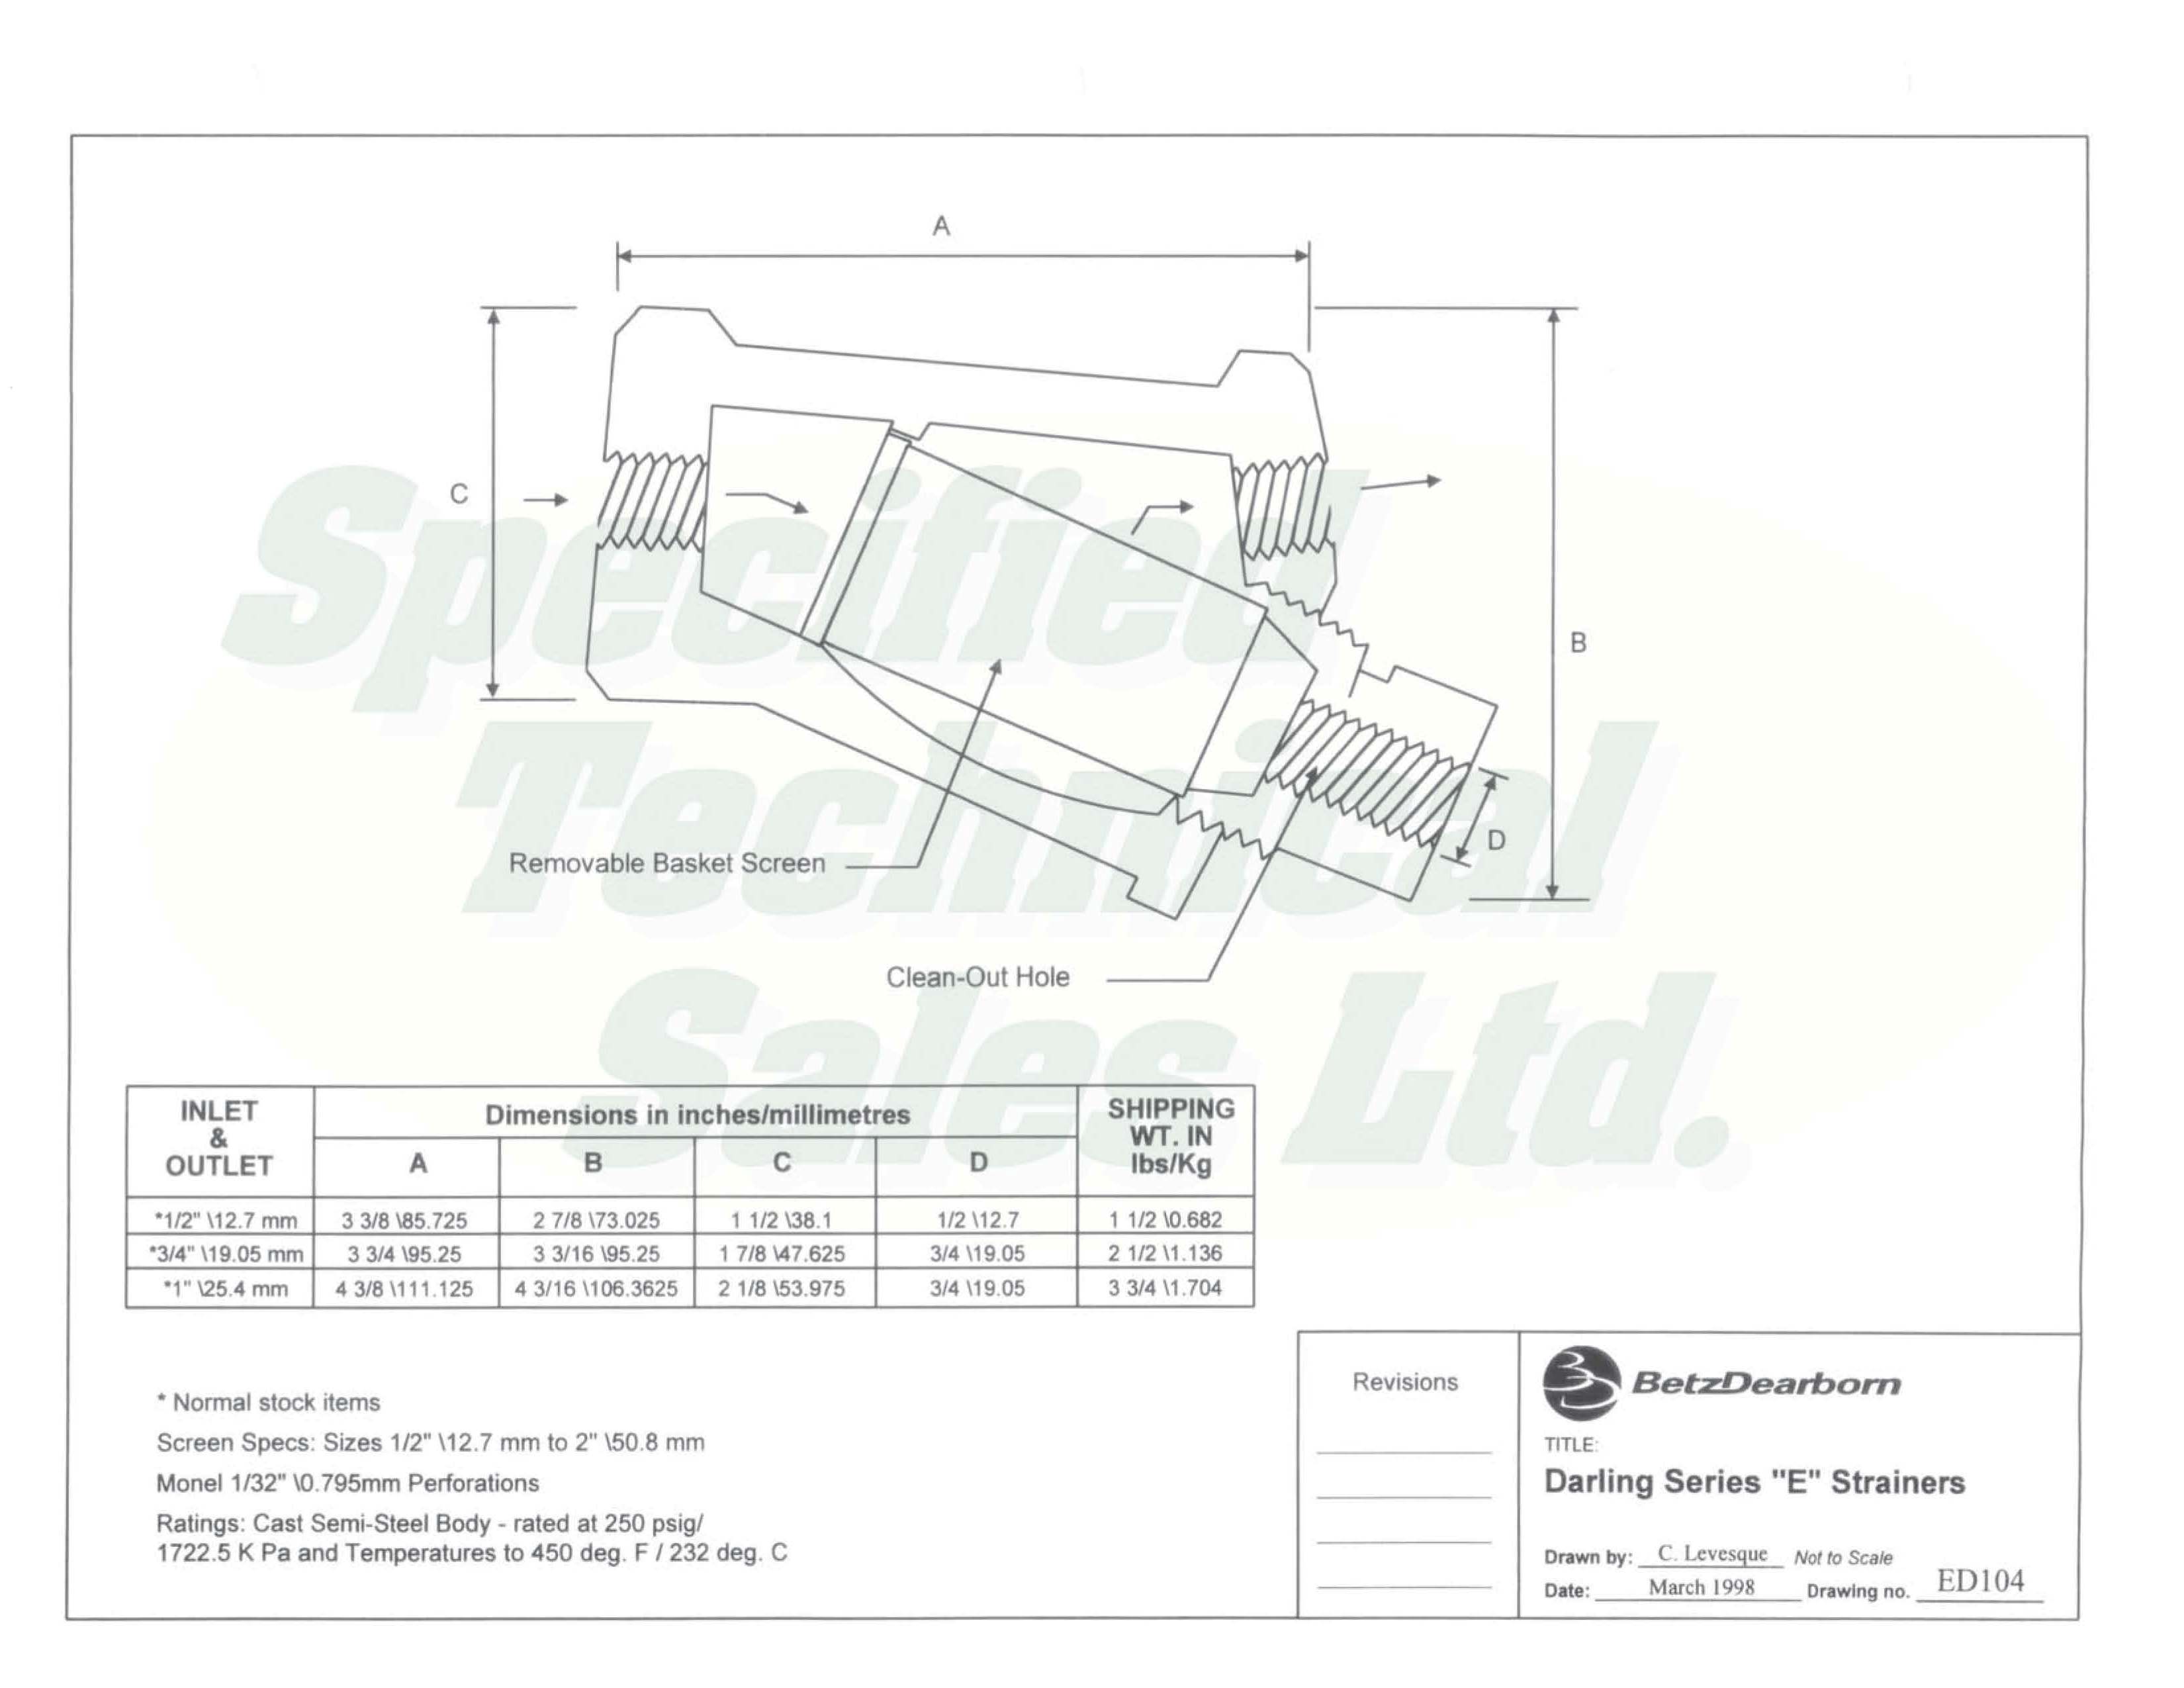 A
C
B
D
Removable Basket Screen
Clean-Out Hole
Specified
Technical
Sales Ltd.
INLET & OUTLET Dimensions in inches/millimetres SHIPPING WT. IN lbs/Kg
A B C D
*1/2" \12.7 mm 3 3/8 \85.725 2 7/8 \73.025 1 1/2 \38.1 1/2 \12.7 1 1/2 \0.682
*3/4" \19.05 mm 3 3/4 \95.25 3 3/16 \95.25 1 7/8 \47.625 3/4 \19.05 2 1/2 \1.136
*1" \25.4 mm 4 3/8 \111.125 4 3/16 \106.3625 2 1/8 \53.975 3/4 \19.05 3 3/4 \1.704
* Normal stock items
Screen Specs: Sizes 1/2" \12.7 mm to 2" \50.8 mm
Monel 1/32" \0.795mm Perforations
Ratings: Cast Semi-Steel Body - rated at 250 psig/
1722.5 K Pa and Temperatures to 450 deg. F / 232 deg. C
Revisions
BetzDearborn
TITLE:
Darling Series "E" Strainers
Drawn by: C. Levesque Not to Scale
Date: March 1998 Drawing no. ED104